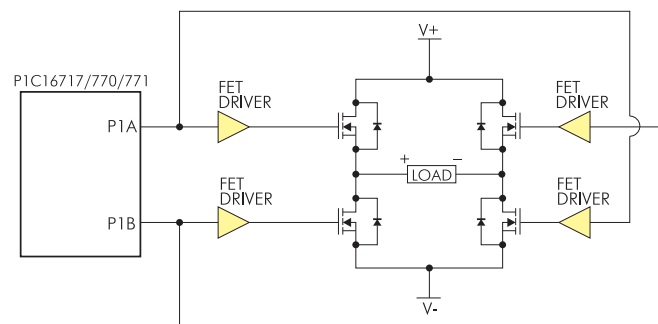 V+
P1C16717/770/771
FET
DRIVER
FET
DRIVER
P1A
+
−
LOAD
FET
DRIVER
FET
DRIVER
P1B
V-